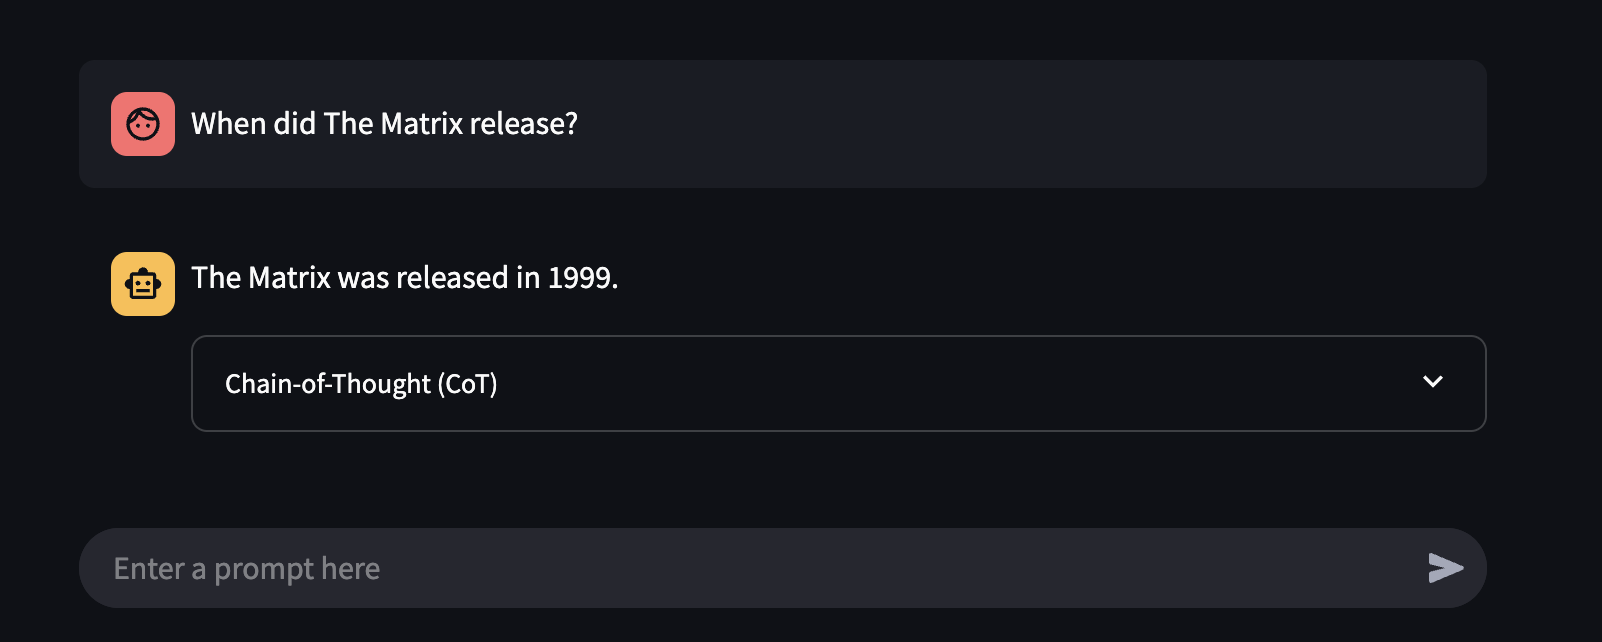 When did The Matrix release?
The Matrix was released in 1999.
Chain-of-Thought (CoT)
Enter a prompt here